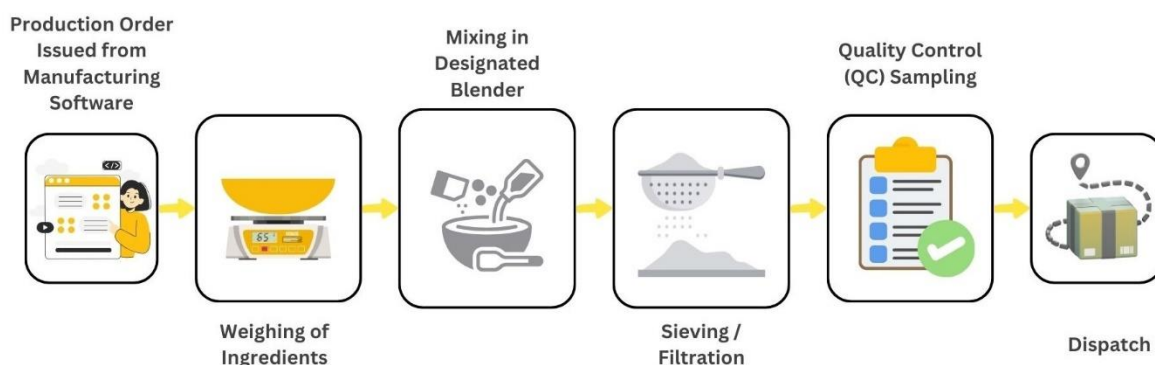 Production Order
Issued from
Manufacturing
Software
</>
Weighing of
Ingredients
65
Mixing in
Designated
Blender
Sieving /
Filtration
Quality Control
(QC) Sampling
Dispatch